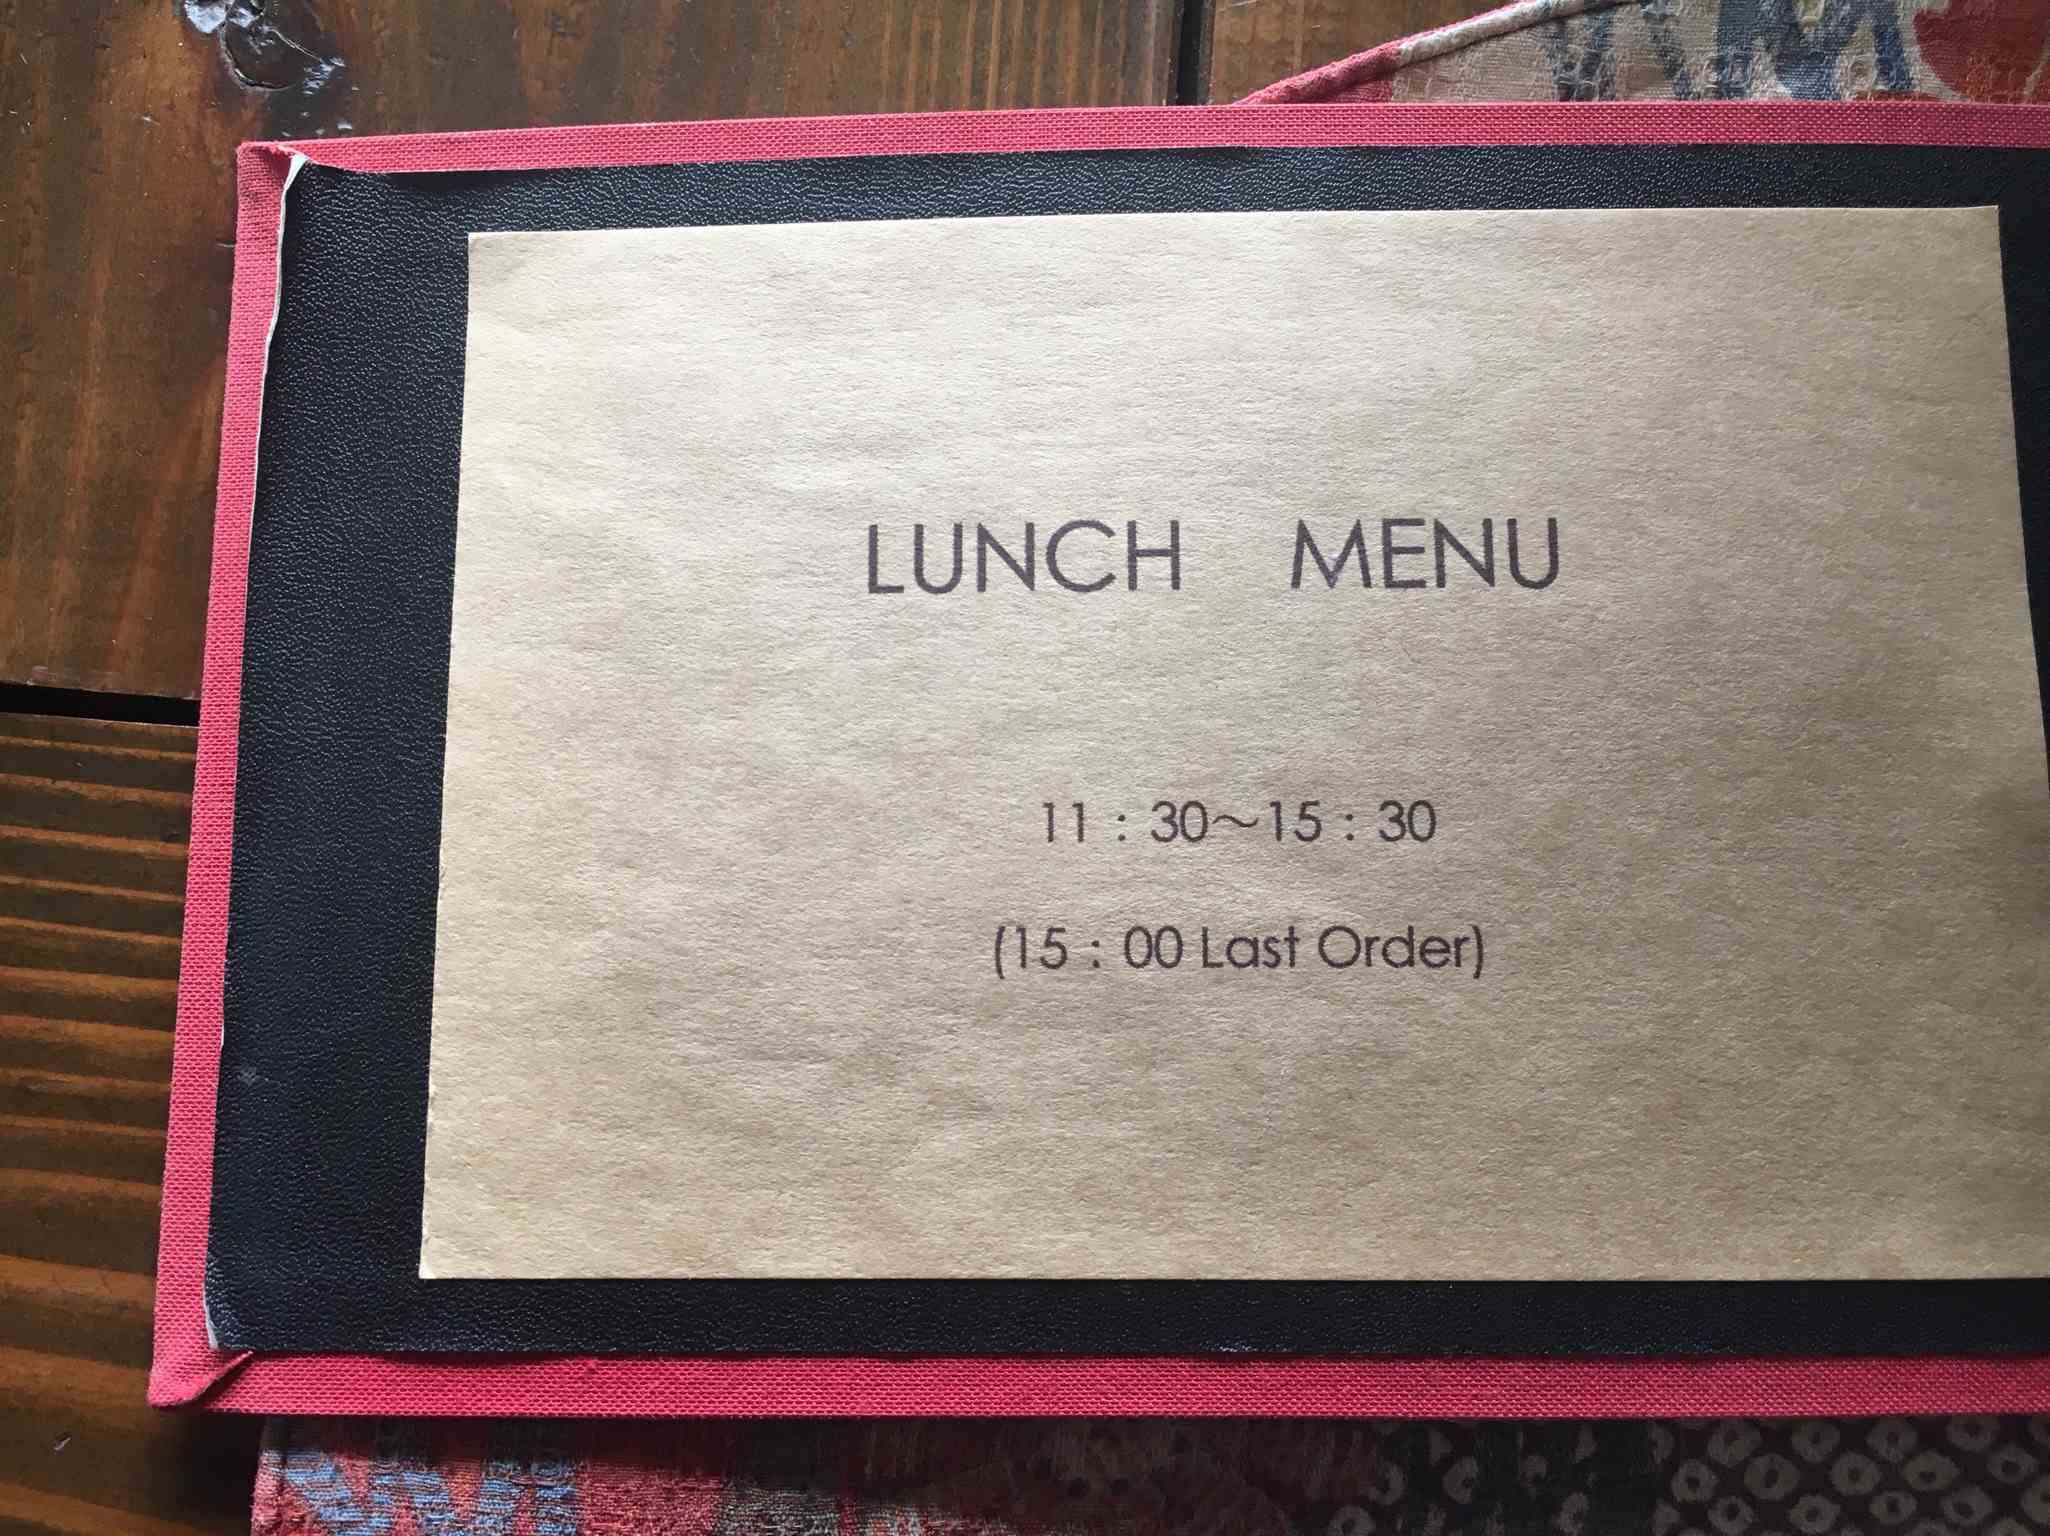 LUNCH MENU
11：30～15：30
(15：00 Last Order)